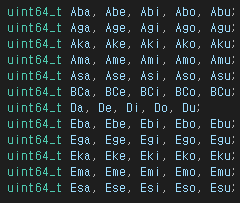 uint64_t Aba, Abe, Abi, Abo, Abu;
uint64_t Aga, Age, Agi, Ago, Agu;
uint64_t Aka, Ake, Aki, Ako, Aku;
uint64_t Ama, Ame, Ami, Amo, Amu;
uint64_t Asa, Ase, Asi, Aso, Asu;
uint64_t BCa, BCe, BCi, BCo, BCu;
uint64_t Da, De, Di, Do, Du;
uint64_t Eba, Ebe, Ebi, Ebo, Ebu;
uint64_t Ega, Ege, Egi, Ego, Egu;
uint64_t Eka, Eke, Eki, Eko, Eku;
uint64_t Ema, Eme, Emi, Emo, Emu;
uint64_t Esa, Ese, Esi, Eso, Esu;